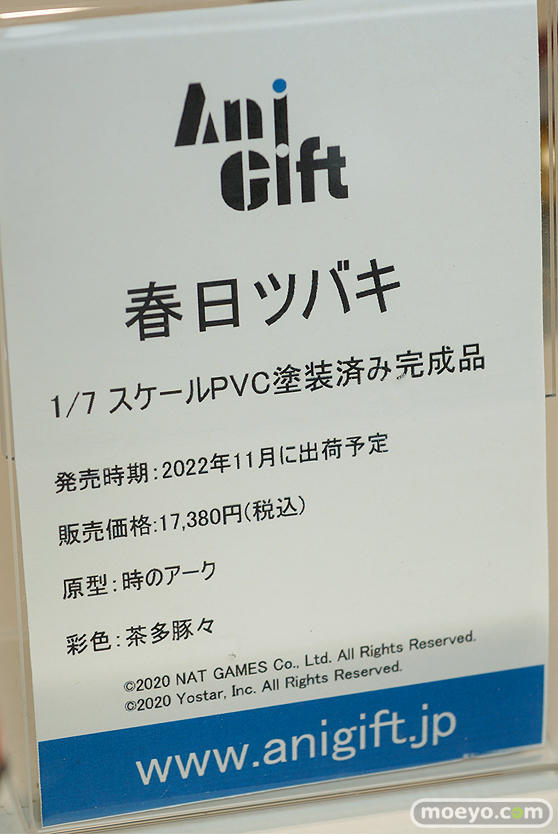 Ani
Gift
春日ツバキ
1/7 スケールPVC塗装済み完成品
発売時期：2022年11月に出荷予定
販売価格:17,380円(税込)
原型：時のアーク
彩色：茶多豚々
©2020 NAT GAMES Co., Ltd. All Rights Reserved.
©2020 Yostar, Inc. All Rights Reserved.
www.anigift.jp
moeyo.com